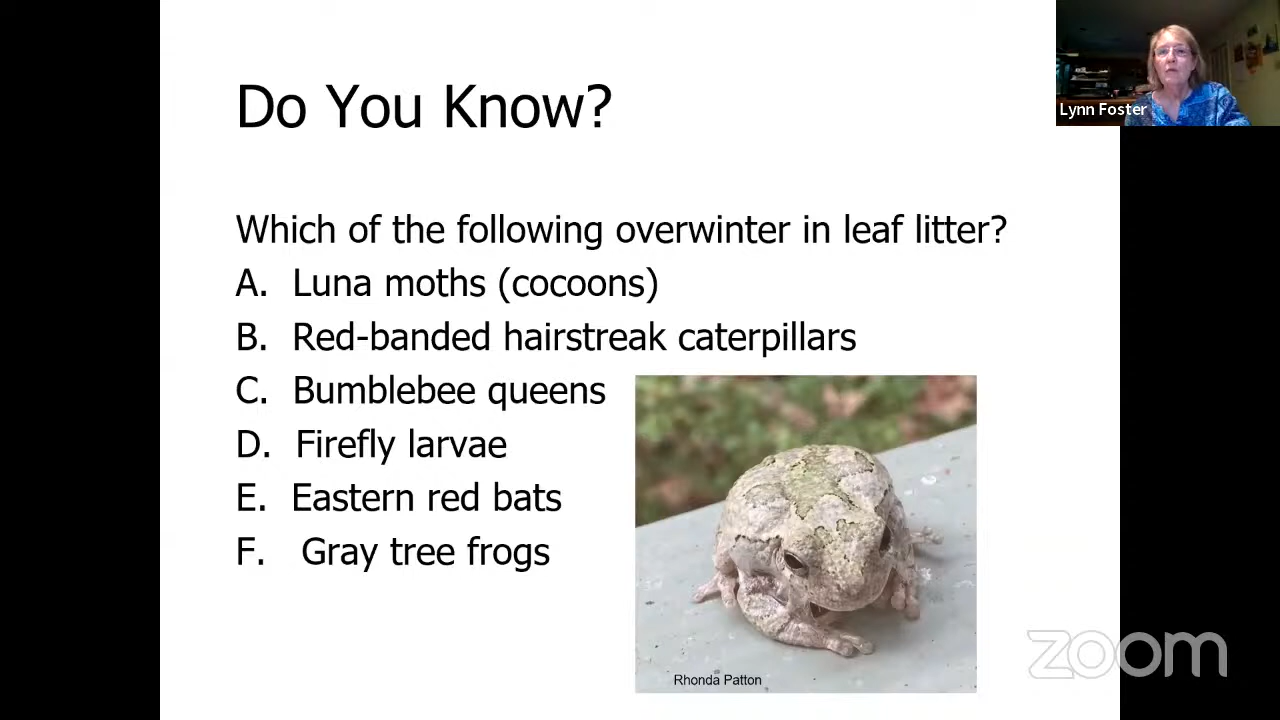 Do You Know?
Lynn Foster
Which of the following overwinter in leaf litter?
A. Luna moths (cocoons)
B. Red-banded hairstreak caterpillars
C. Bumblebee queens
D. Firefly larvae
E. Eastern red bats
F. Gray tree frogs
Rhonda Patton
zoom